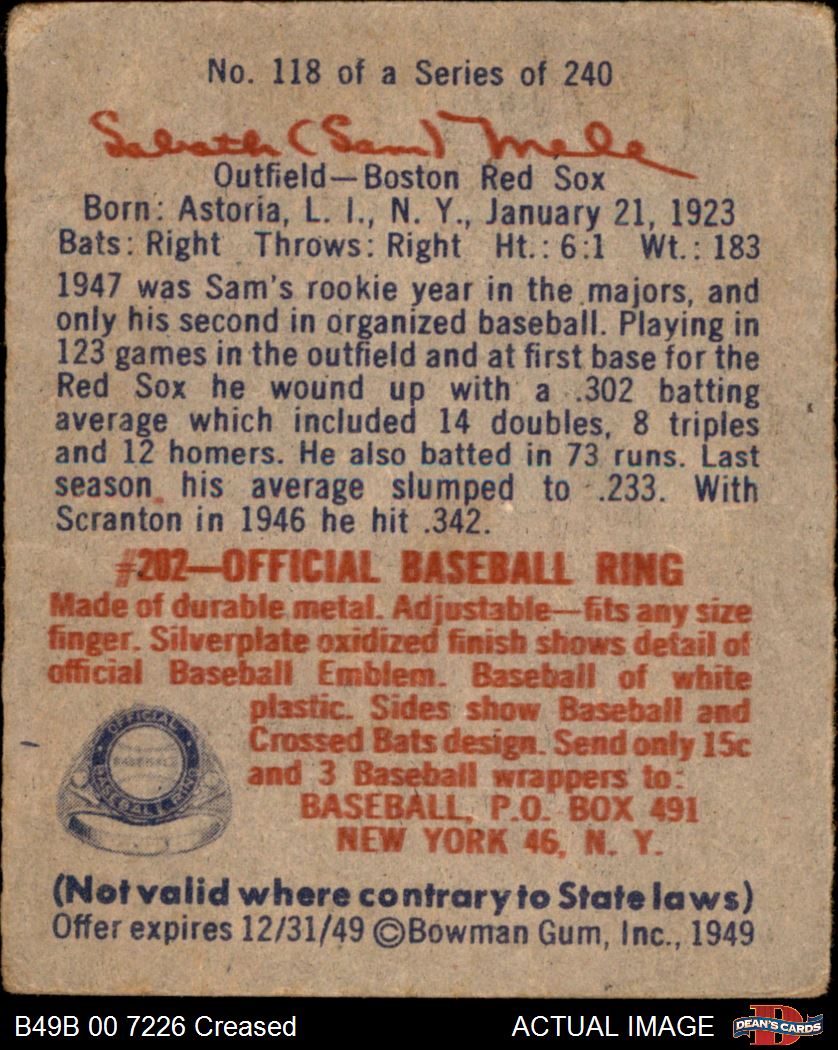 No. 118 of a Series of 240
Sabath (Sam) Mele
Outfield—Boston Red Sox
Born: Astoria, L. I., N. Y., January 21, 1923
Bats: Right Throws: Right Ht.: 6:1 Wt.: 183
1947 was Sam's rookie year in the majors, and
only his second in organized baseball. Playing in
123 games in the outfield and at first base for the
Red Sox he wound up with a .302 batting
average which included 14 doubles, 8 triples
and 12 homers. He also batted in 73 runs. Last
season his average slumped to .233. With
Scranton in 1946 he hit .342.
#202—OFFICIAL BASEBALL RING
Made of durable metal. Adjustable—fits any size
finger. Silverplate oxidized finish shows detail of
official Baseball Emblem. Baseball of white
plastic. Sides show Baseball and
Crossed Bats design. Send only 15c
and 3 Baseball wrappers to:
BASEBALL, P.O. BOX 491
NEW YORK 46, N. Y.
OFFICIAL
BASEBALL
BASEBALL RING
(Not valid where contrary to State laws)
Offer expires 12/31/49 ©Bowman Gum, Inc., 1949
B49B 00 7226 Creased
ACTUAL IMAGE
D
DEAN'S CARDS